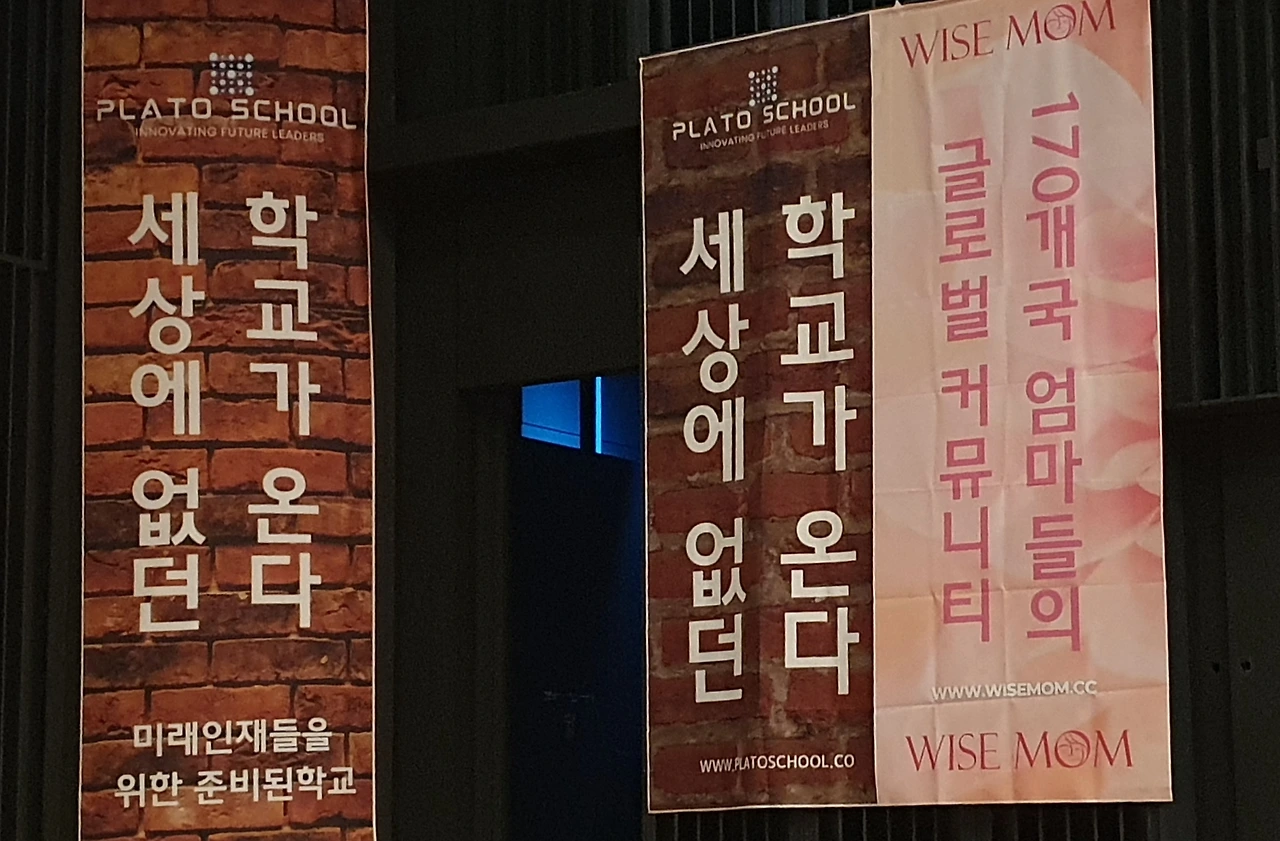 PLATO SCHOOL
INNOVATING FUTURE LEADERS
세상에 없던
학교가 온다
미래인재들을
위한 준비된학교
PLATO SCHOOL
INNOVATING FUTURE LEADERS
세상에 없던
학교가 온다
WWW.PLATOSCHOOL.CO
WISE MOM
170개국 엄마들의
글로벌 커뮤니티
WWW.WISEMOM.CC
WISE MOM